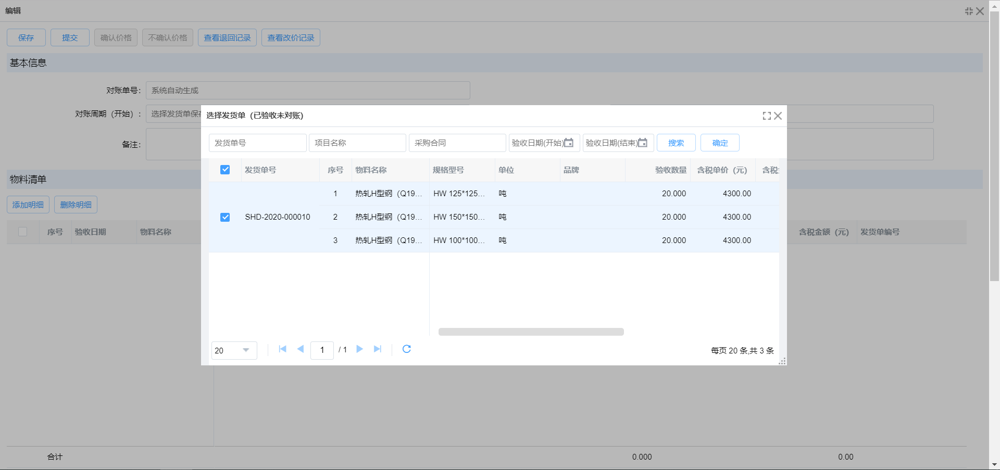 编辑
保存 提交 确认价格 不确认价格 查看退回记录 查看改价记录
基本信息
对账单号： 系统自动生成
对账周期（开始）： 选择发货单保存
备注：
选择发货单（已验收未对账）
发货单号 项目名称 采购合同 验收日期(开始) 验收日期(结束) 搜索 确定
发货单号 序号 物料名称 规格型号 单位 品牌 验收数量 含税单价（元） 含税
1 热轧H型钢（Q19... HW 125*125... 吨 20.000 4300.00
SHD-2020-000010 2 热轧H型钢（Q19... HW 150*150... 吨 20.000 4300.00
3 热轧H型钢（Q19... HW 100*100... 吨 20.000 4300.00
20 1 / 1 每页 20 条,共 3 条
物料清单
添加明细 删除明细
序号 验收日期 物料名称 含税金额（元） 发货单编号
合计 0.000 0.00